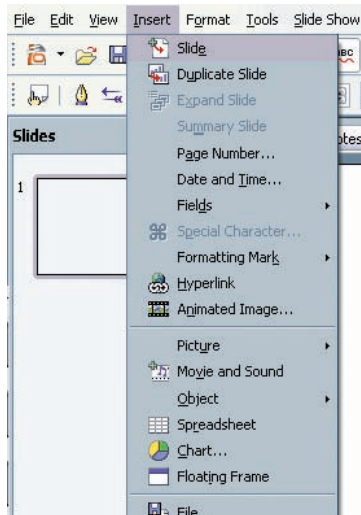 File Edit View Insert Format Tools Slide Show
Slide
ABC
Duplicate Slide
Expand Slide
Summary Slide
Slides
Page Number...
otes
Date and Time...
1
Fields
Special Character...
Formatting Mark
Hyperlink
Animated Image...
Picture
Movie and Sound
Object
Spreadsheet
Chart...
Floating Frame
File